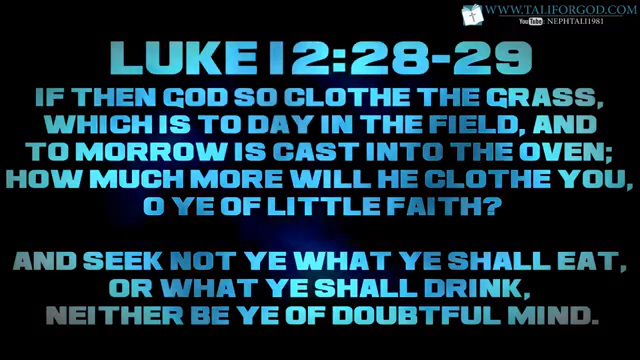 WWW.TALIFORGOD.COM
YouTube: NEPHTALI1981
LUKE 12:28-29
IF THEN GOD SO CLOTHE THE GRASS,
WHICH IS TO DAY IN THE FIELD, AND
TO MORROW IS CAST INTO THE OVEN;
HOW MUCH MORE WILL HE CLOTHE YOU,
O YE OF LITTLE FAITH?
AND SEEK NOT YE WHAT YE SHALL EAT,
OR WHAT YE SHALL DRINK,
NEITHER BE YE OF DOUBTFUL MIND.